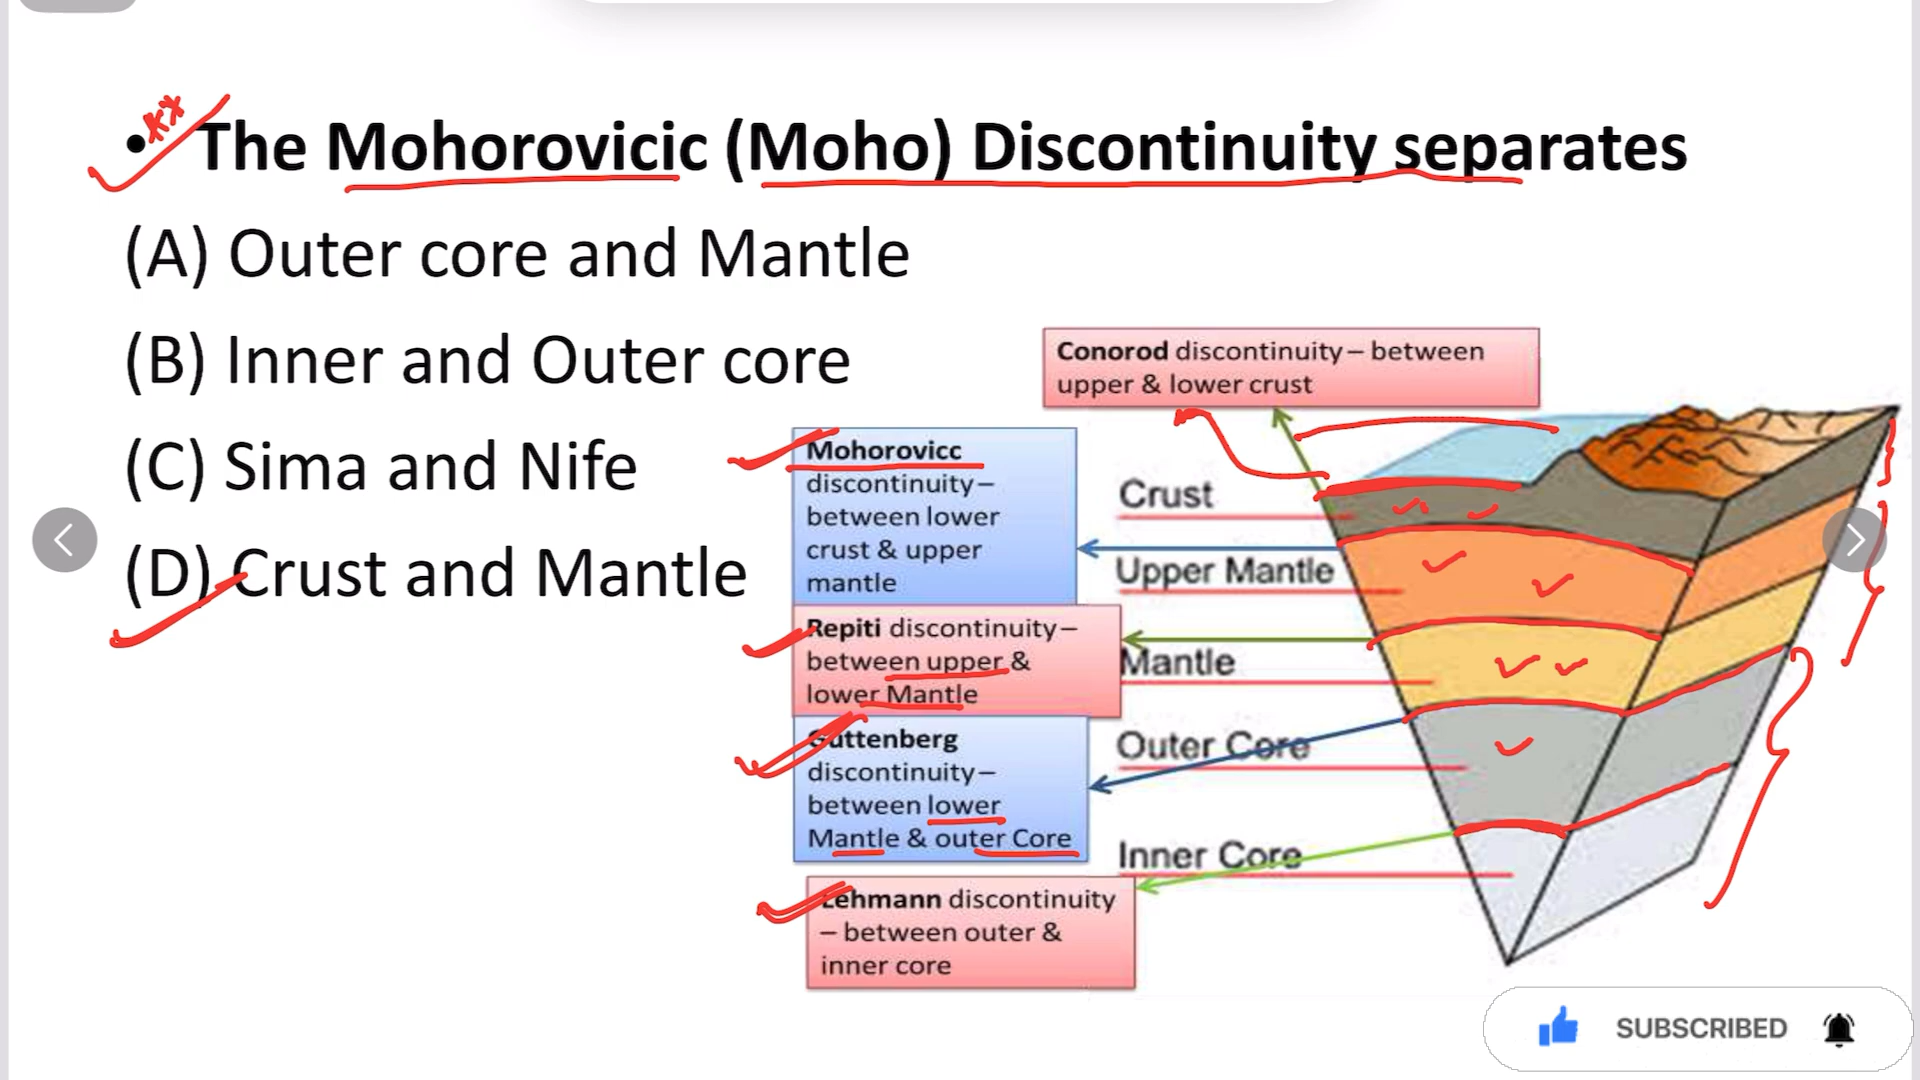 • The Mohorovicic (Moho) Discontinuity separates
(A) Outer core and Mantle
(B) Inner and Outer core
(C) Sima and Nife
(D) Crust and Mantle
Conorod discontinuity – between
upper & lower crust
Mohorovicc
discontinuity –
between lower
crust & upper
mantle
Repiti discontinuity –
between upper &
lower Mantle
Guttenberg
discontinuity –
between lower
Mantle & outer Core
Lehmann discontinuity
– between outer &
inner core
Crust
Upper Mantle
Mantle
Outer Core
Inner Core
SUBSCRIBED